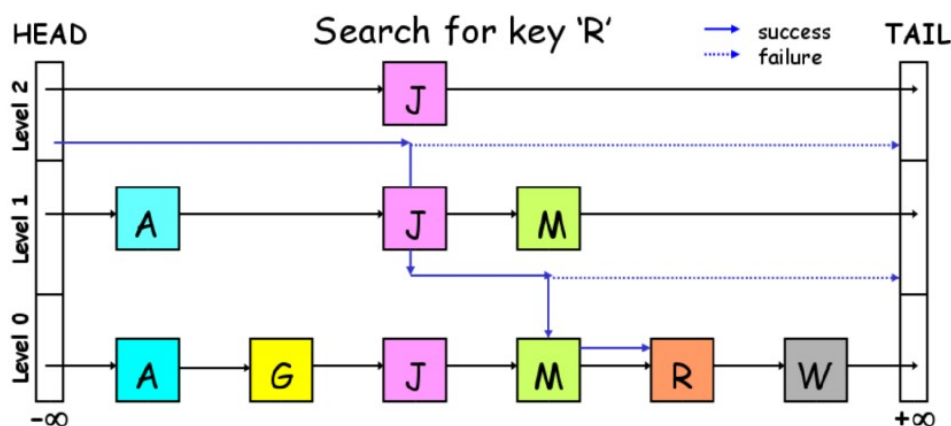 HEAD
Search for key ‘R’
success
failure
TAIL
Level 2
J
Level 1
A
J
M
Level 0
A
G
J
M
R
W
-∞
+∞